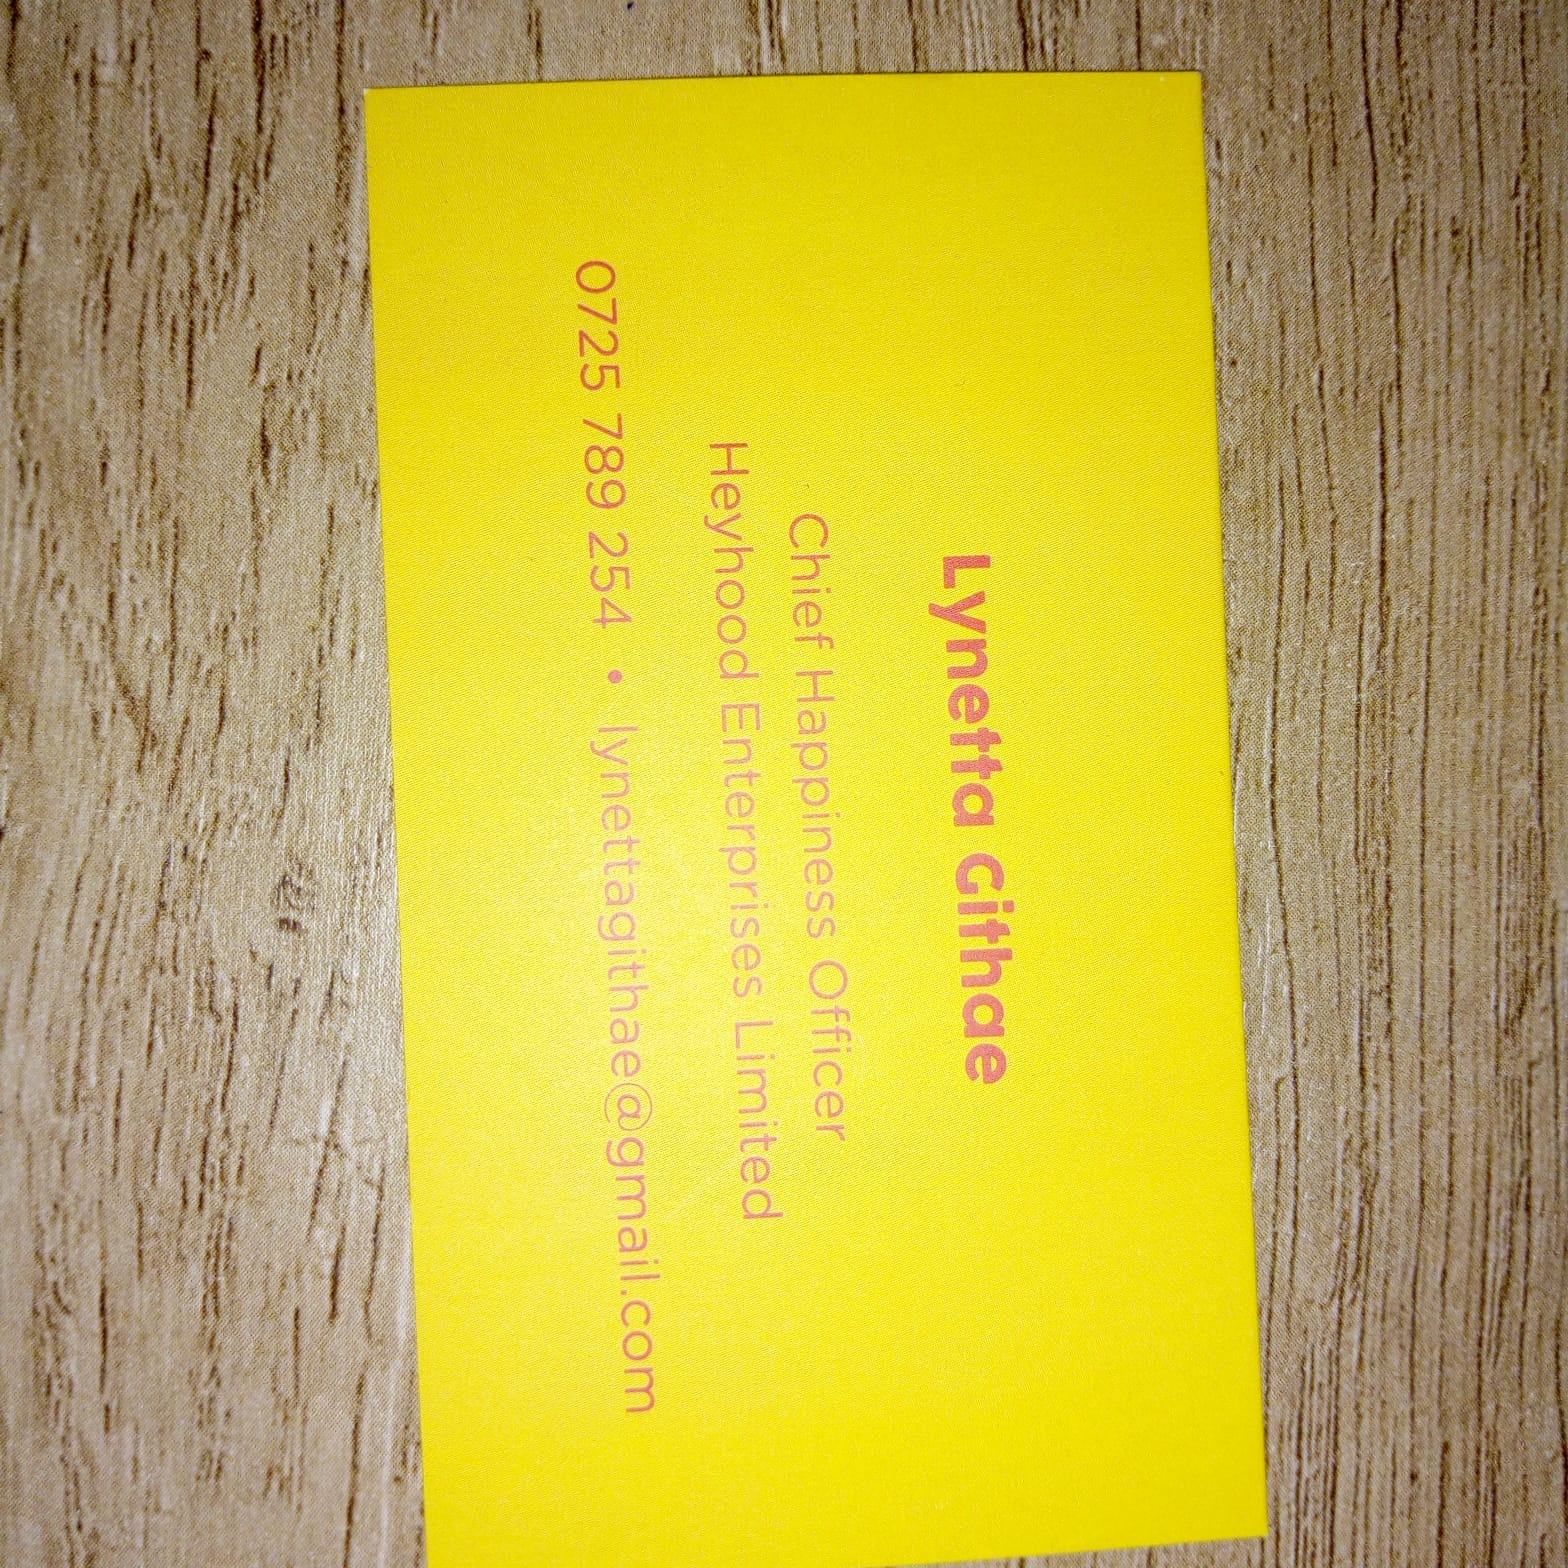 Lynetta Githae
Chief Happiness Officer
Heyhood Enterprises Limited
0725 789 254 • lynettagithae@gmail.com